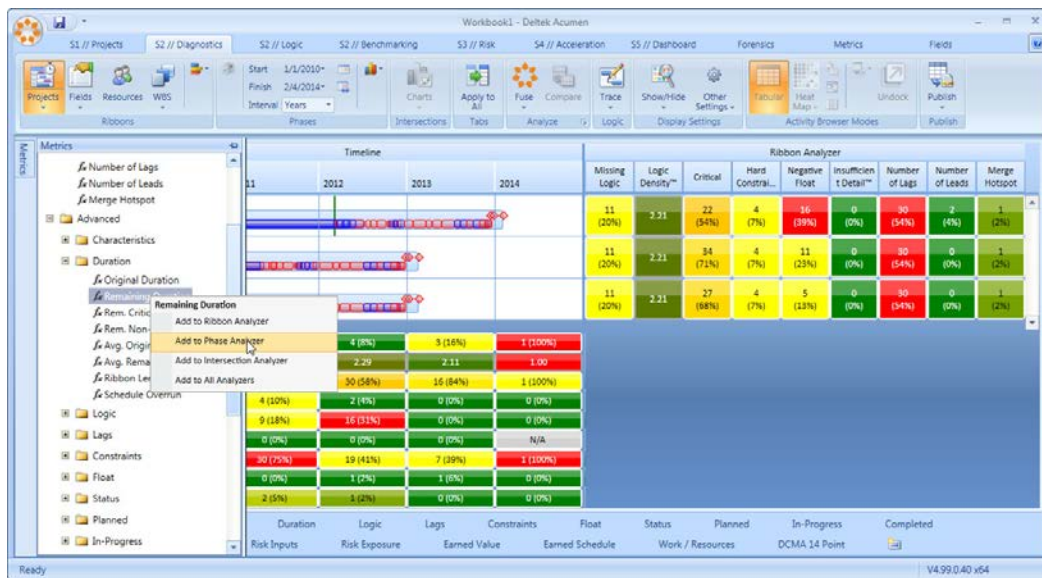 Workbook1 - Deltek Acumen
S1 // Projects S2 // Diagnostics S2 // Logic S2 // Benchmarking S3 // Risk S4 // Acceleration S5 // Dashboard Forensics Metrics Fields
Projects Fields Resources WBS
Start 1/1/2010
Finish 2/4/2014
Interval Years
Charts Apply to All Fuse Compare Trace Show/Hide Other Settings Tabular Heat Map Undock Publish
Ribbons Phases Intersections Tabs Analyze Logic Display Settings Activity Browser Modes Publish
Metrics
Metrics
Number of Lags
Number of Leads
Merge Hotspot
Advanced
Characteristics
Duration
Original Duration
Remaining
Rem. Critic
Rem. Non-
Avg. Origin
Avg. Rema
Ribbon Le
Schedule Overrun
Logic
Lags
Constraints
Float
Status
Planned
In-Progress
Remaining Duration
Add to Ribbon Analyzer
Add to Phase Analyzer
Add to Intersection Analyzer
Add to All Analyzers
Timeline
11 2012 2013 2014
Ribbon Analyzer
Missing Logic Logic Density™ Critical Hard Constrai... Negative Float Insufficien t Detail™ Number of Lags Number of Leads Merge Hotspot
11 (20%) 2.21 22 (54%) 4 (7%) 16 (39%) 0 (0%) 30 (54%) 2 (4%) 1 (2%)
11 (20%) 2.21 34 (71%) 4 (7%) 11 (23%) 0 (0%) 30 (54%) 0 (0%) 1 (2%)
11 (20%) 2.21 27 (68%) 4 (7%) 5 (13%) 0 (0%) 30 (54%) 0 (0%) 1 (2%)
4 (8%) 3 (16%) 1 (100%)
2.29 2.11 1.00
30 (58%) 16 (84%) 1 (100%)
4 (10%) 2 (4%) 0 (0%) 0 (0%)
9 (18%) 16 (31%) 0 (0%) 0 (0%)
0 (0%) 0 (0%) 0 (0%) N/A
30 (75%) 19 (41%) 7 (39%) 1 (100%)
0 (0%) 1 (2%) 1 (6%) 0 (0%)
2 (5%) 1 (2%) 0 (0%) 0 (0%)
Duration Logic Lags Constraints Float Status Planned In-Progress Completed
Risk Inputs Risk Exposure Earned Value Earned Schedule Work / Resources DCMA 14 Point
Ready
V4.99.0.40 x64